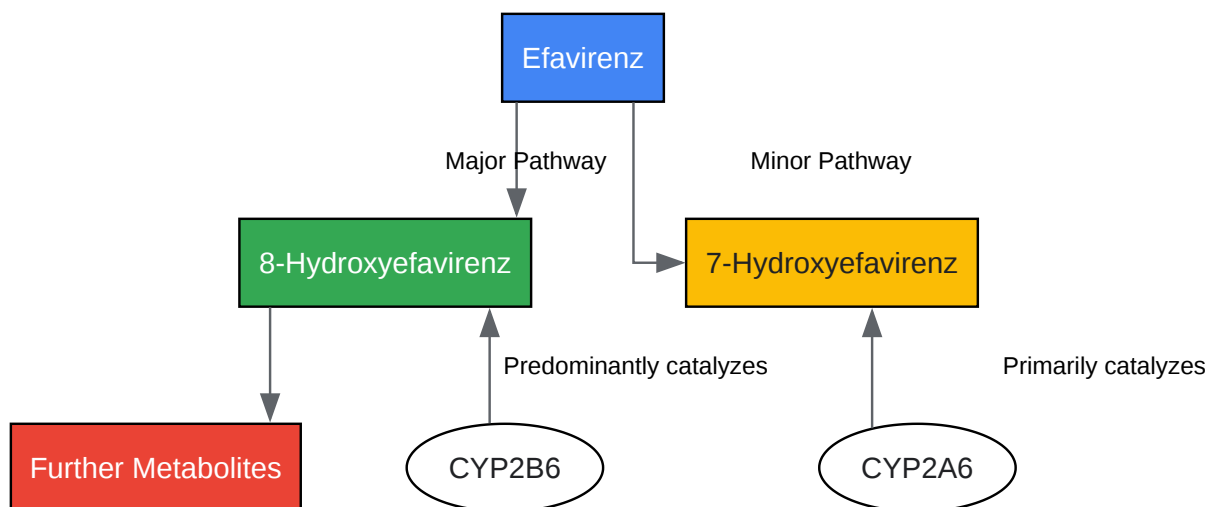 Efavirenz
Major Pathway
Minor Pathway
8-Hydroxyefavirenz
7-Hydroxyefavirenz
Predominantly catalyzes
Primarily catalyzes
Further Metabolites
CYP2B6
CYP2A6